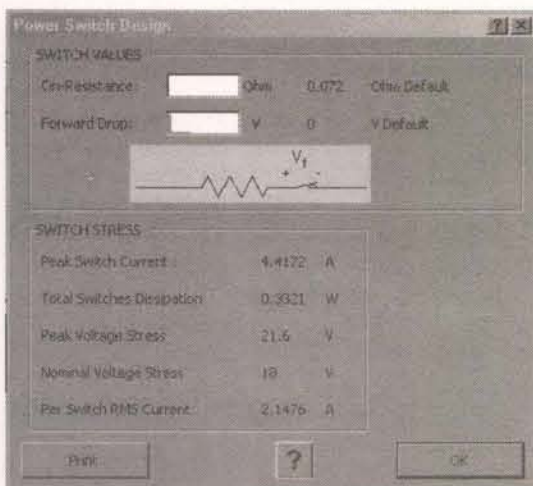 Power Switch Design
SWITCH VALUES
On-Resistance: Ohm 0.072 Ohm Default
Forward Drop: V 0 V Default
Vf
+ -
SWITCH STRESS
Peak Switch Current 4.4172 A
Total Switches Dissipation 0.3321 W
Peak Voltage Stress 21.6 V
Nominal Voltage Stress 18 V
Per Switch RMS Current 2.1476 A
Print
?
OK